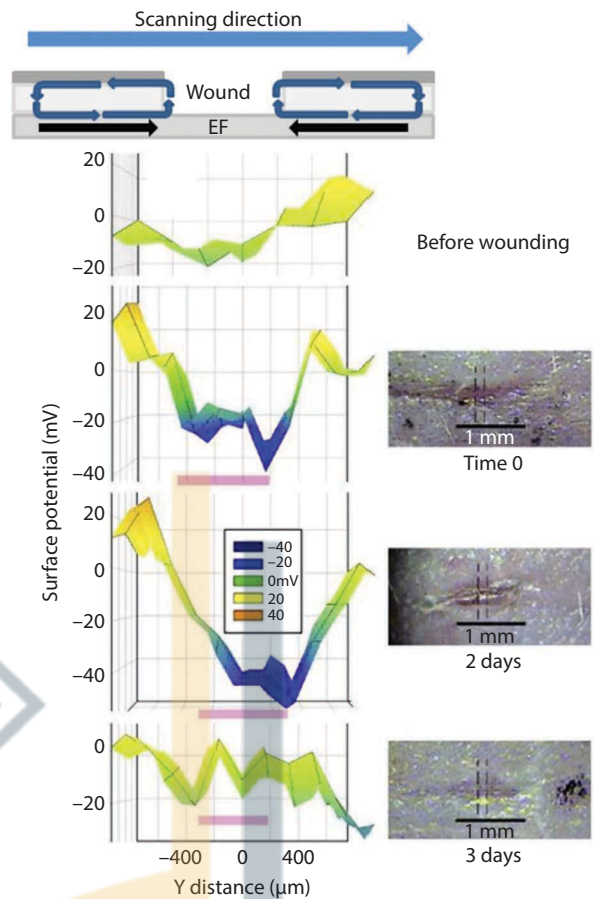 Scanning direction
Wound
EF
20
0
–20
Before wounding
20
0
–20
–40
1 mm
Time 0
Surface potential (mV)
20
0
–20
–40
–40
–20
0mV
20
40
1 mm
2 days
0
–20
1 mm
3 days
–400 0 400
Y distance (µm)